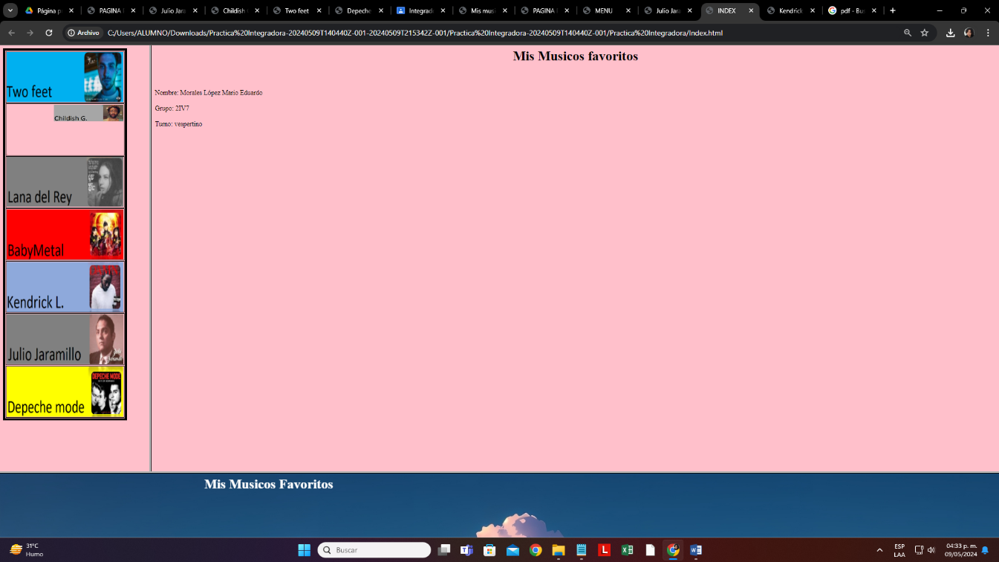 Página p
PAGINA
Julio Jara
Childish
Two feet
Depeche
Integrad
Mis musi
PAGINA
MENU
Julio Jara
INDEX
Kendrick
pdf - Bus
Archivo
C:/Users/ALUMNO/Downloads/Practica%20Integradora-20240509T140440Z-001-20240509T215342Z-001/Practica%20Integradora-20240509T140440Z-001/Practica%20Integradora/Index.html
Mis Musicos favoritos
Two feet
Childish G.
Nombre: Morales López Mario Eduardo
Grupo: 2IV7
Turno: vespertino
Lana del Rey
BabyMetal
Kendrick L.
Julio Jaramillo
DEPECHE MODE
Depeche mode
Mis Musicos Favoritos
31°C
Humo
Buscar
ESP
LAA
04:33 p. m.
09/05/2024